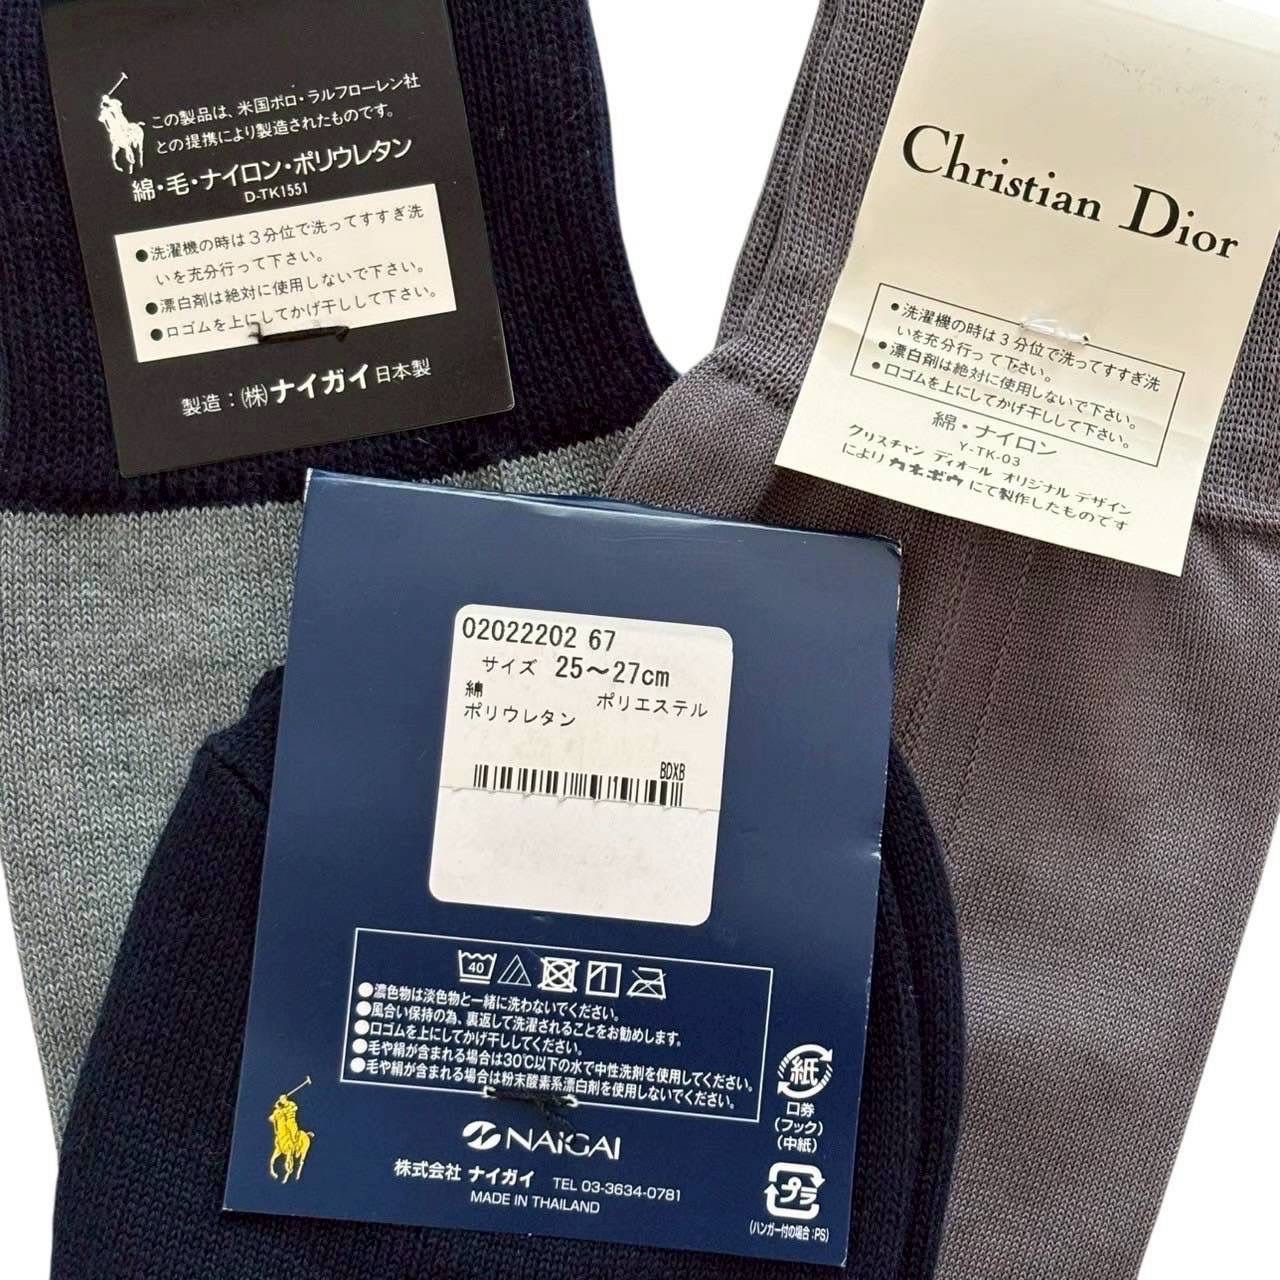 この製品は、米国ポロ・ラルフローレン社
との提携により製造されたものです。
綿・毛・ナイロン・ポリウレタン
D-TK1551
●洗濯機の時は3分位で洗ってすすぎ洗
いを充分行って下さい。
●漂白剤は絶対に使用しないで下さい。
●口ゴムを上にしてかげ干しして下さい。
製造:(株)ナイガイ日本製
Christian Dior
●洗濯機の時は3分位で洗ってすすぎ洗
いを充分行って下さい。
●漂白剤は絶対に使用しないで下さい。
●口ゴムを上にしてかげ干しして下さい。
綿・ナイロン
Y-TK-03
クリスチャン ディオール オリジナル デザイン
により カネボウ にて製作したものです
02022202 67
サイズ 25～27cm
綿 ポリエステル
ポリウレタン
BDXB
40
●濃色物は淡色物と一緒に洗わないでください。
●風合い保持の為、裏返して洗濯されることをお勧めします。
●口ゴムを上にしてかげ干ししてください。
●毛や絹が含まれる場合は30℃以下の水で中性洗剤を使用してください。
●毛や絹が含まれる場合は粉末酸素系漂白剤を使用しないでください。
紙
口券
(フック)
(中紙)
NAiGAI
株式会社 ナイガイ TEL 03-3634-0781
MADE IN THAILAND
プラ
(ハンガー付の場合:PS)